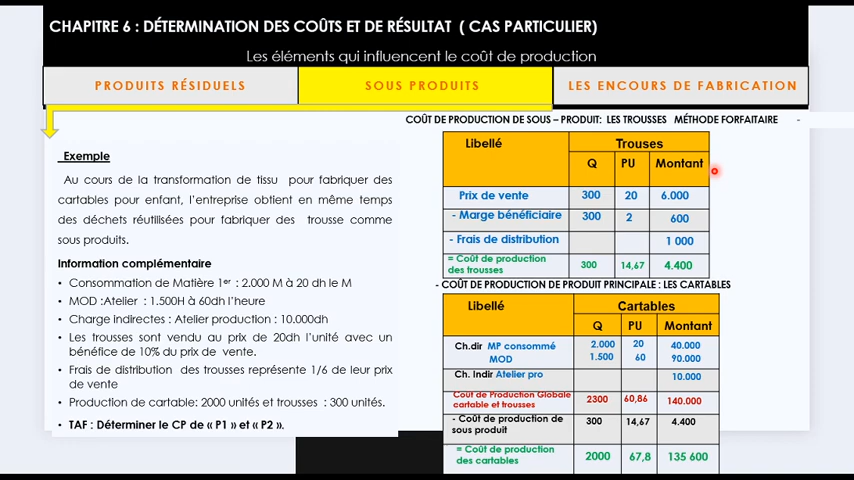 CHAPITRE 6 : DÉTERMINATION DES COÛTS ET DE RÉSULTAT ( CAS PARTICULIER)
Les éléments qui influencent le coût de production
PRODUITS RÉSIDUELS
SOUS PRODUITS
LES ENCOURS DE FABRICATION
Exemple
Au cours de la transformation de tissu pour fabriquer des
cartables pour enfant, l'entreprise obtient en même temps
des déchets réutilisées pour fabriquer des trousse comme
sous produits.
Information complémentaire
• Consommation de Matière 1er : 2.000 M à 20 dh le M
• MOD :Atelier : 1.500H à 60dh l'heure
• Charge indirectes : Atelier production : 10.000dh
• Les trousses sont vendu au prix de 20dh l'unité avec un
bénéfice de 10% du prix de vente.
• Frais de distribution des trousses représente 1/6 de leur prix
de vente
• Production de cartable: 2000 unités et trousses : 300 unités.
• TAF : Déterminer le CP de « P1 » et « P2 ».
COÛT DE PRODUCTION DE SOUS – PRODUIT: LES TROUSSES MÉTHODE FORFAITAIRE -
Libellé Trouses
Q PU Montant
Prix de vente 300 20 6.000
- Marge bénéficiaire 300 2 600
- Frais de distribution 1 000
= Coût de production
des trousses 300 14,67 4.400
- COÛT DE PRODUCTION DE PRODUIT PRINCIPALE : LES CARTABLES
Libellé Cartables
Q PU Montant
Ch.dir MP consommé 2.000 20 40.000
MOD 1.500 60 90.000
Ch. Indir Atelier pro 10.000
Coût de Production Globale
cartable et trousses 2300 60,86 140.000
- Coût de production de
sous produit 300 14,67 4.400
= Coût de production
des cartables 2000 67,8 135 600